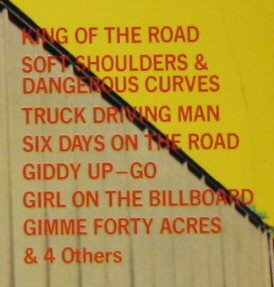 KING OF THE ROAD
SOFT SHOULDERS &
DANGEROUS CURVES
TRUCK DRIVING MAN
SIX DAYS ON THE ROAD
GIDDY UP–GO
GIRL ON THE BILLBOARD
GIMME FORTY ACRES
& 4 Others